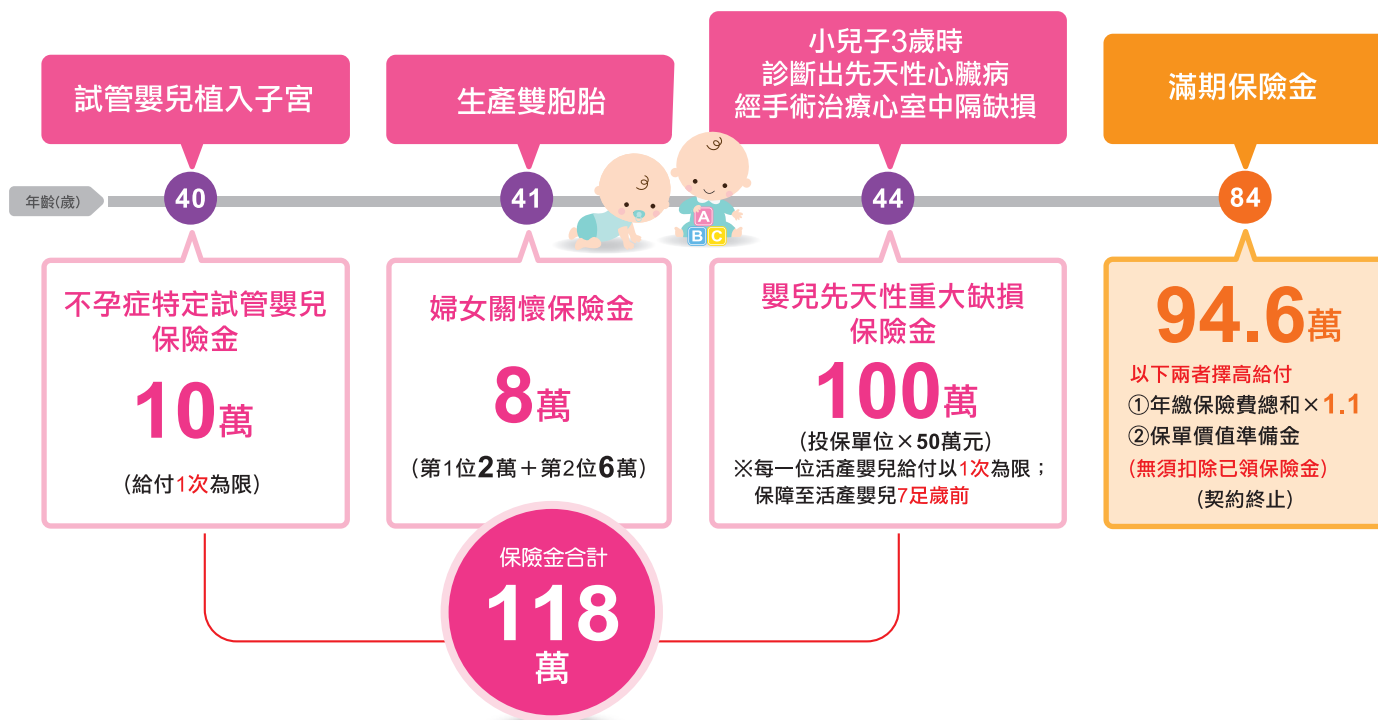 試管嬰兒植入子宮
生產雙胞胎
小兒子3歲時
診斷出先天性心臟病
經手術治療心室中隔缺損
滿期保險金
年齡(歲)
40
41
44
84
A
B C
不孕症特定試管嬰兒
保險金
10萬
(給付1次為限)
婦女關懷保險金
8萬
(第1位2萬+第2位6萬)
嬰兒先天性重大缺損
保險金
100萬
(投保單位×50萬元)
※每一位活產嬰兒給付以1次為限；
保障至活產嬰兒7足歲前
94.6萬
以下兩者擇高給付
①年繳保險費總和×1.1
②保單價值準備金
(無須扣除已領保險金)
(契約終止)
保險金合計
118
萬